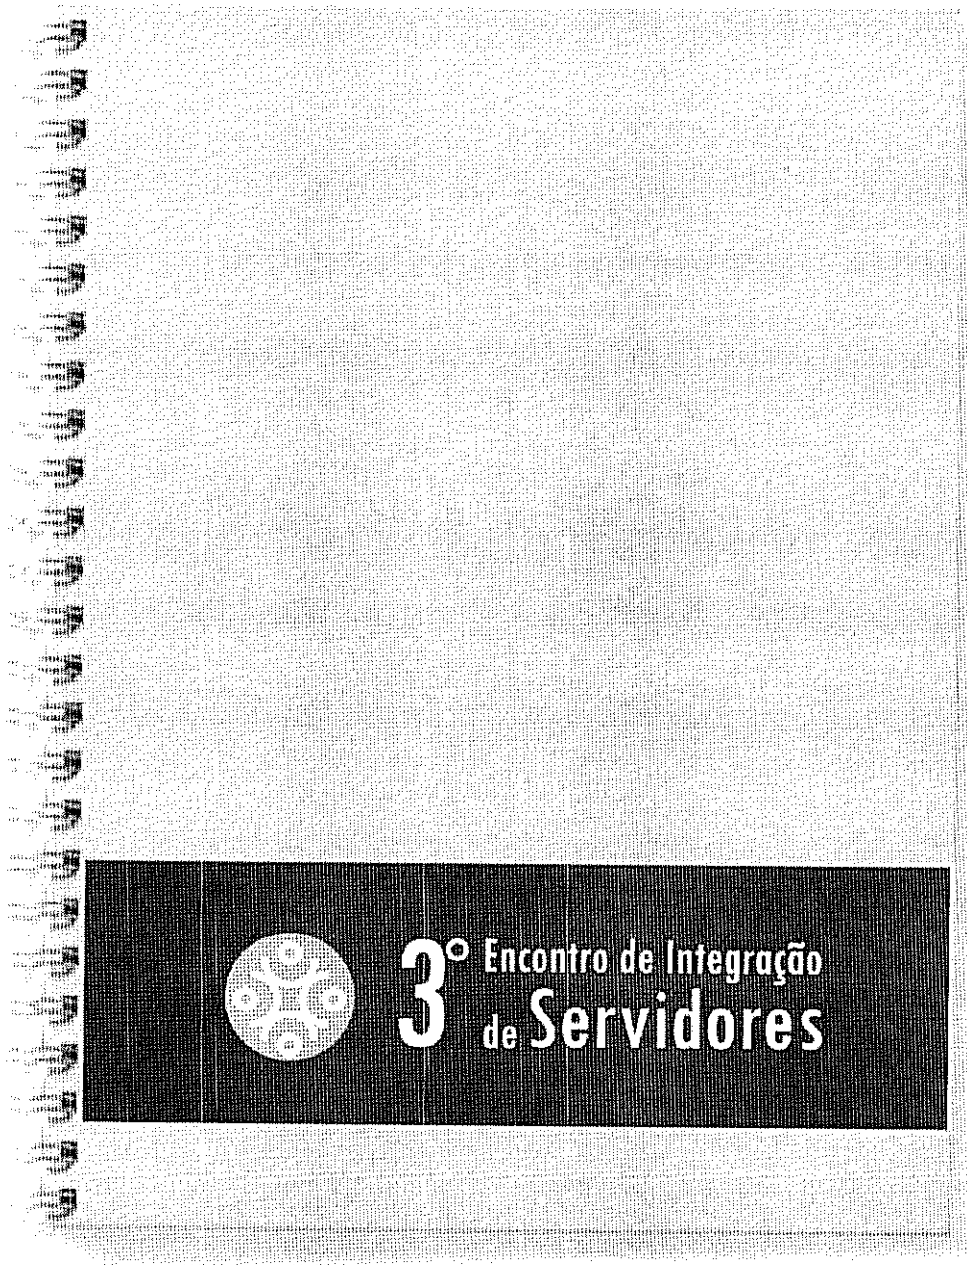 3° Encontro de Integração
de Servidores